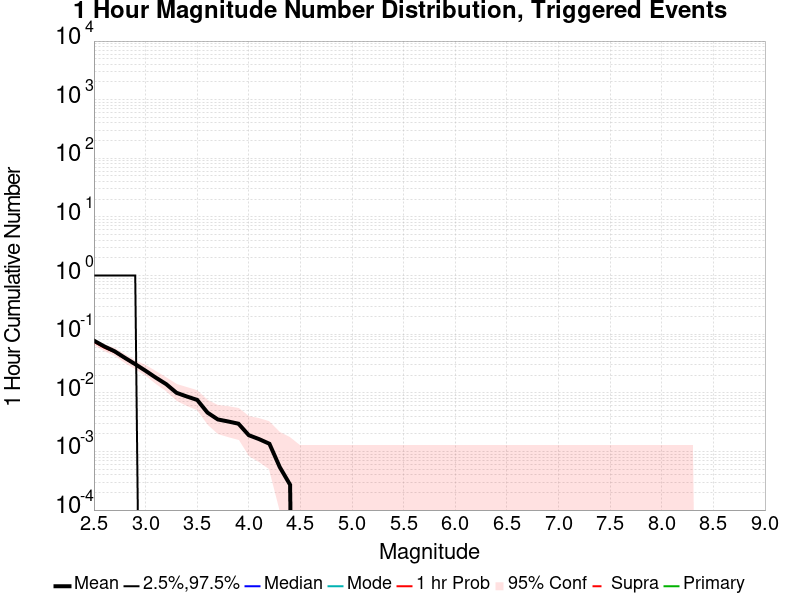 1 Hour Magnitude Number Distribution, Triggered Events
10 4
10 3
10 2
10 1
10 0
10 -1
10 -2
10 -3
10 -4
1 Hour Cumulative Number
2.5 3.0 3.5 4.0 4.5 5.0 5.5 6.0 6.5 7.0 7.5 8.0 8.5 9.0
Magnitude
Mean 2.5%,97.5% Median Mode 1 hr Prob 95% Conf Supra Primary